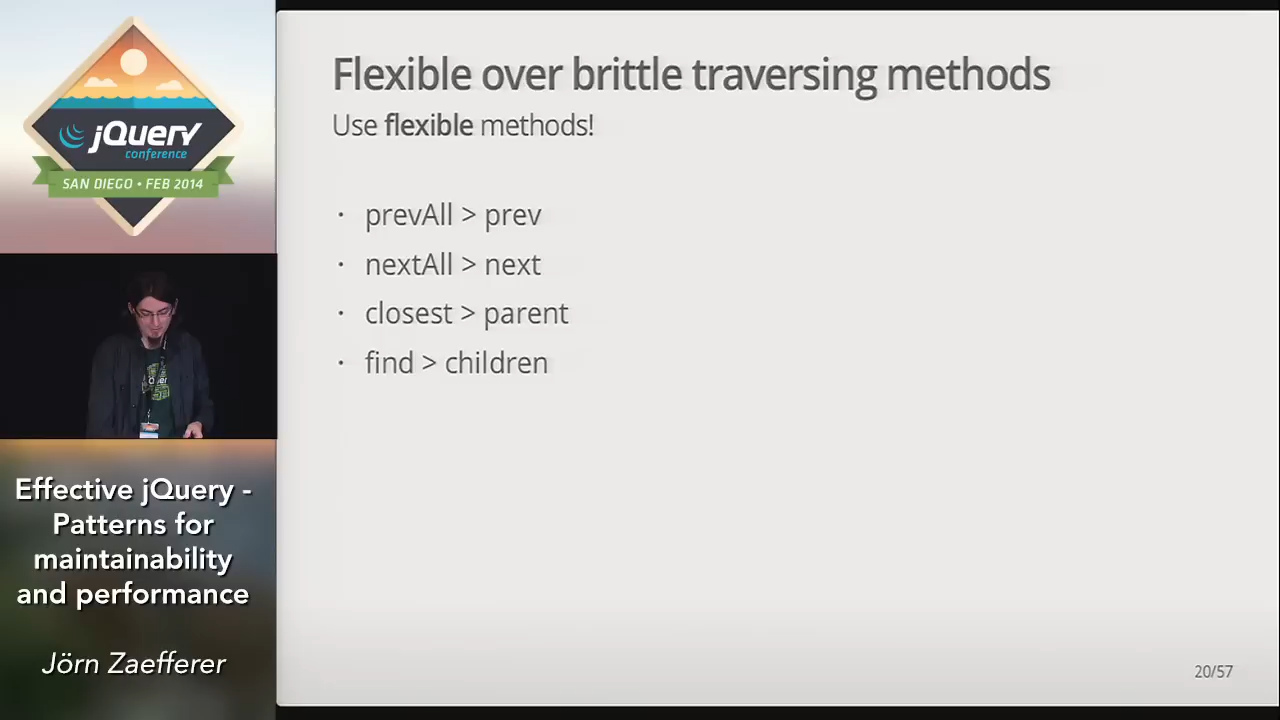 jQuery
conference
SAN DIEGO • FEB 2014
Effective jQuery -
Patterns for
maintainability
and performance
Jörn Zaefferer
Flexible over brittle traversing methods
Use flexible methods!
· prevAll > prev
· nextAll > next
· closest > parent
· find > children
20/57